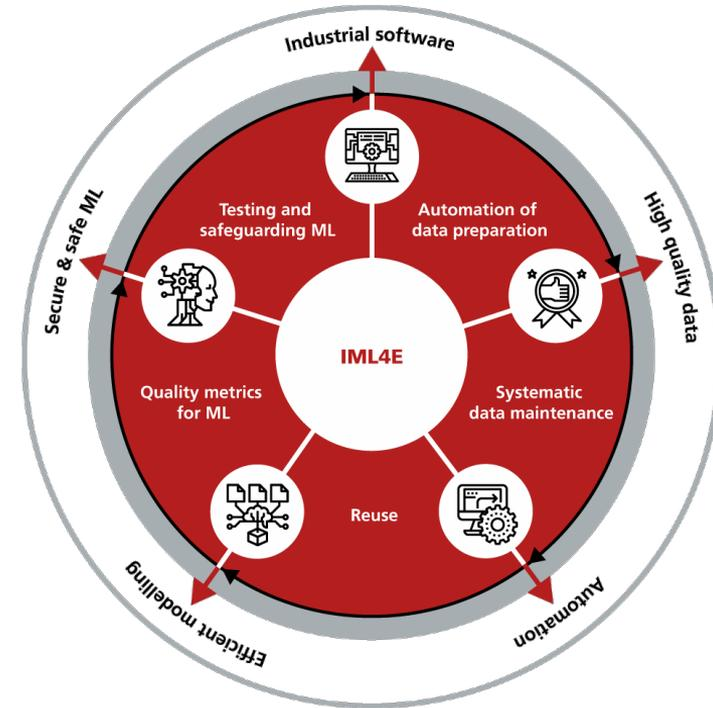 Industrial software
High quality data
Automation
Efficient modelling
Secure & safe ML
Testing and
safeguarding ML
Automation of
data preparation
IML4E
Quality metrics
for ML
Systematic
data maintenance
Reuse